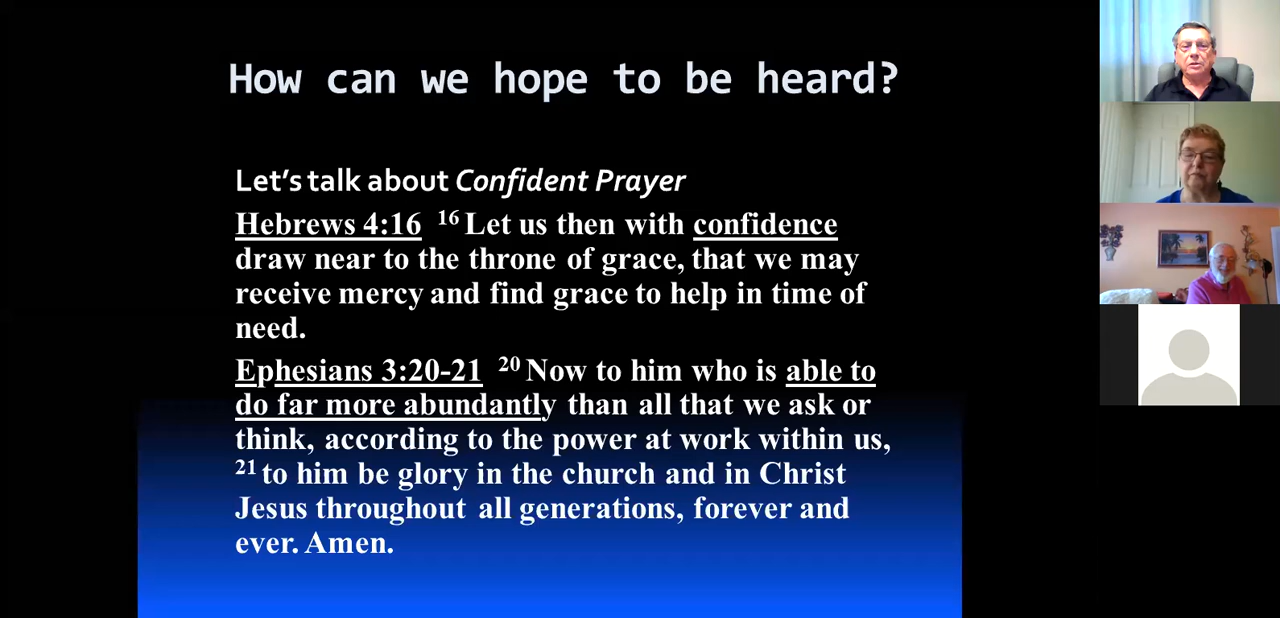 How can we hope to be heard?
Let's talk about Confident Prayer
Hebrews 4:16 16 Let us then with confidence
draw near to the throne of grace, that we may
receive mercy and find grace to help in time of
need.
Ephesians 3:20-21 20 Now to him who is able to
do far more abundantly than all that we ask or
think, according to the power at work within us,
21 to him be glory in the church and in Christ
Jesus throughout all generations, forever and
ever. Amen.